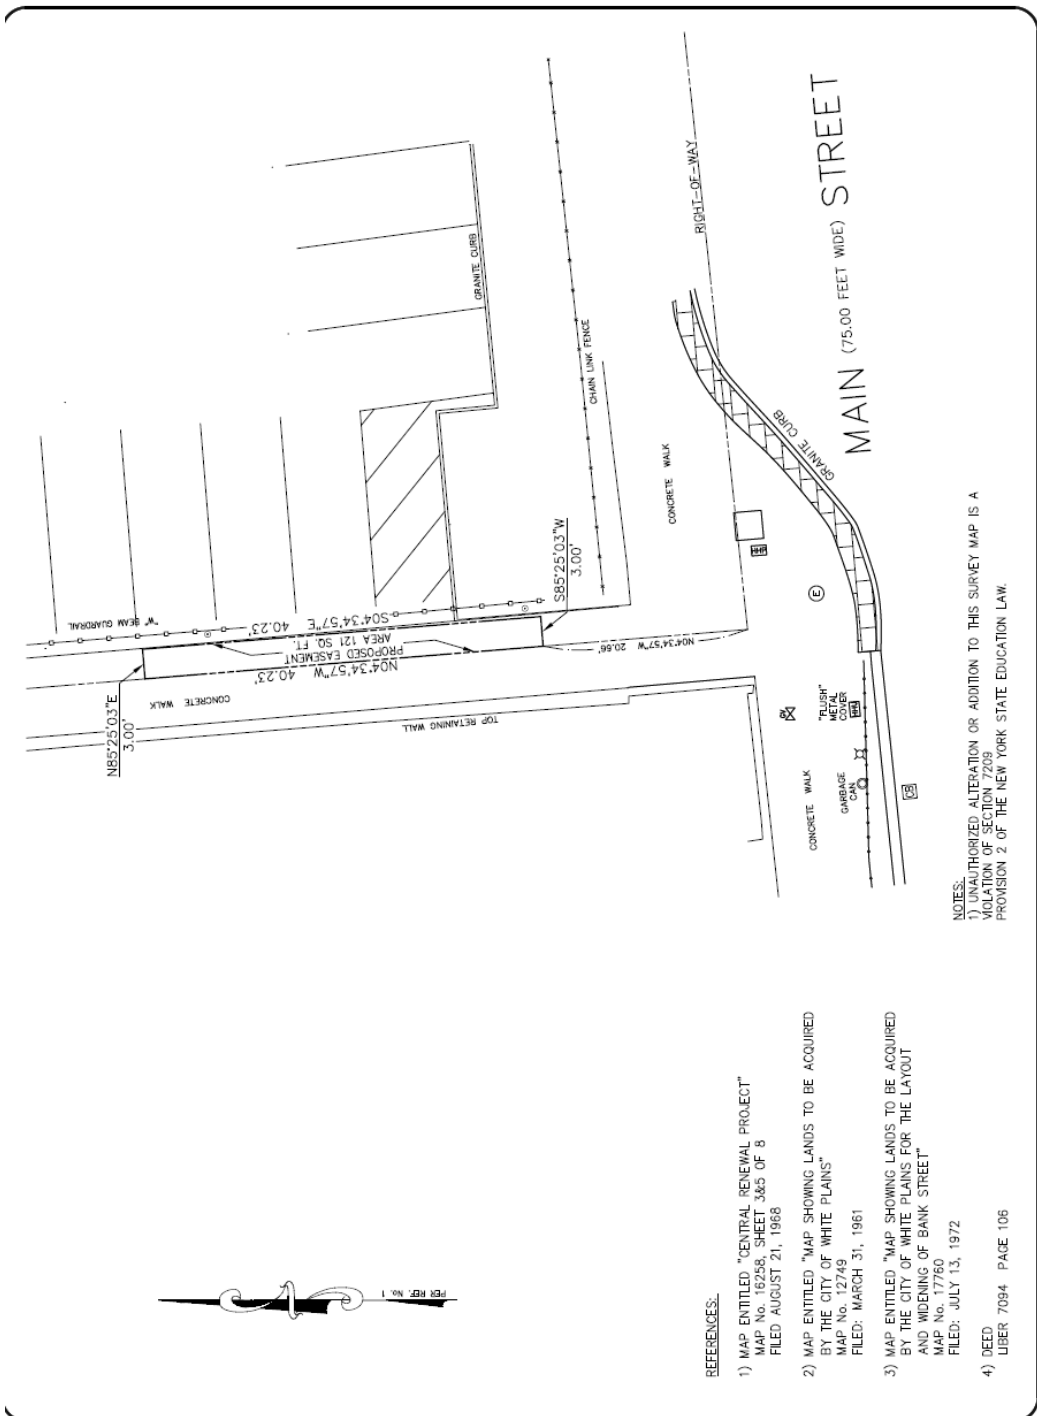 MAIN (75.00 FEET WIDE) STREET
RIGHT-OF-WAY
GRANITE CURB
CHAIN LINK FENCE
GRANITE CURB
CONCRETE WALK
"W" BEAM GUARDRAIL
S04°34'57"E 40.23'
PROPOSED EASEMENT
AREA 121 SQ. FT.
N04°34'57"W 40.23'
S85°25'03"W
3.00'
N85°25'03"E
3.00'
N04°34'57"W 20.66'
CONCRETE WALK
TOP RETAINING WALL
HHP
E
GV
"FLUSH"
METAL
COVER
CONCRETE WALK
GARBAGE
CAN
CB
NOTES:
1) UNAUTHORIZED ALTERATION OR ADDITION TO THIS SURVEY MAP IS A
VIOLATION OF SECTION 7209
PROVISION 2 OF THE NEW YORK STATE EDUCATION LAW.
PER REF. No. 1
REFERENCES:
1) MAP ENTITLED "CENTRAL RENEWAL PROJECT"
MAP No. 16258, SHEET 3&5 OF 8
FILED AUGUST 21, 1968
2) MAP ENTITLED "MAP SHOWING LANDS TO BE ACQUIRED
BY THE CITY OF WHITE PLAINS"
MAP No. 12749
FILED: MARCH 31, 1961
3) MAP ENTITLED "MAP SHOWING LANDS TO BE ACQUIRED
BY THE CITY OF WHITE PLAINS FOR THE LAYOUT
AND WIDENING OF BANK STREET"
MAP No. 17760
FILED: JULY 13, 1972
4) DEED
LIBER 7094 PAGE 106